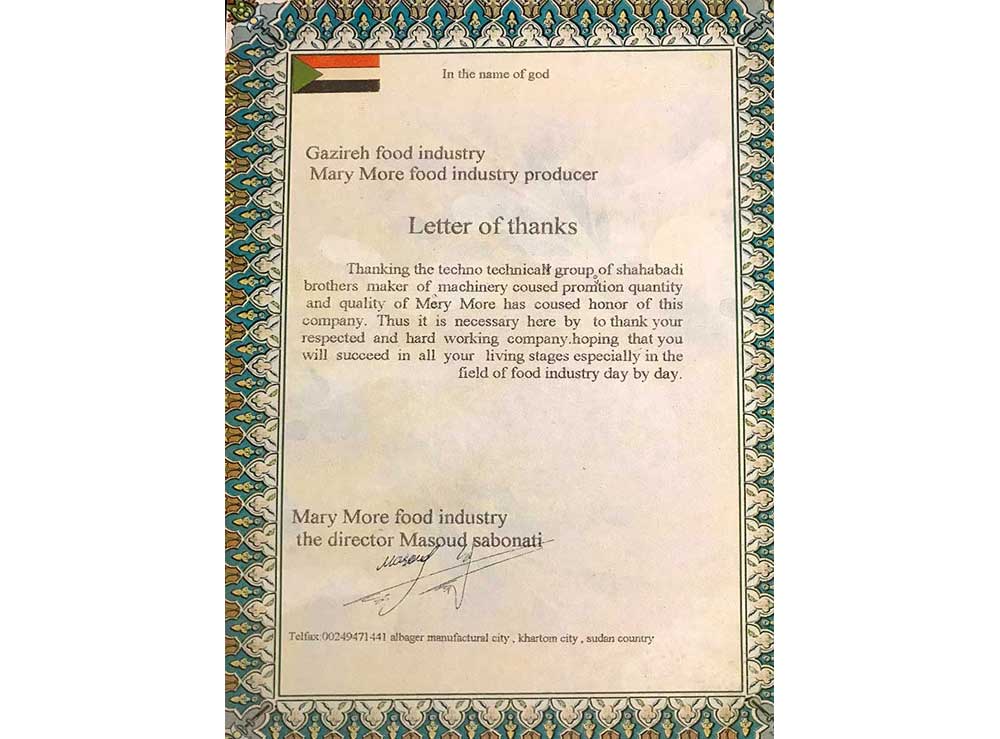 In the name of god
Gazireh food industry
Mary More food industry producer
Letter of thanks
Thanking the techno technicall group of shahabadi
brothers maker of machinery coused promtion quantity
and quality of Mery More has coused honor of this
company. Thus it is necessary here by to thank your
respected and hard working company.hoping that you
will succeed in all your living stages especially in the
field of food industry day by day.
Mary More food industry
the director Masoud sabonati
Masoud
Telfax:00249471441 albager manufactural city , khartom city , sudan country